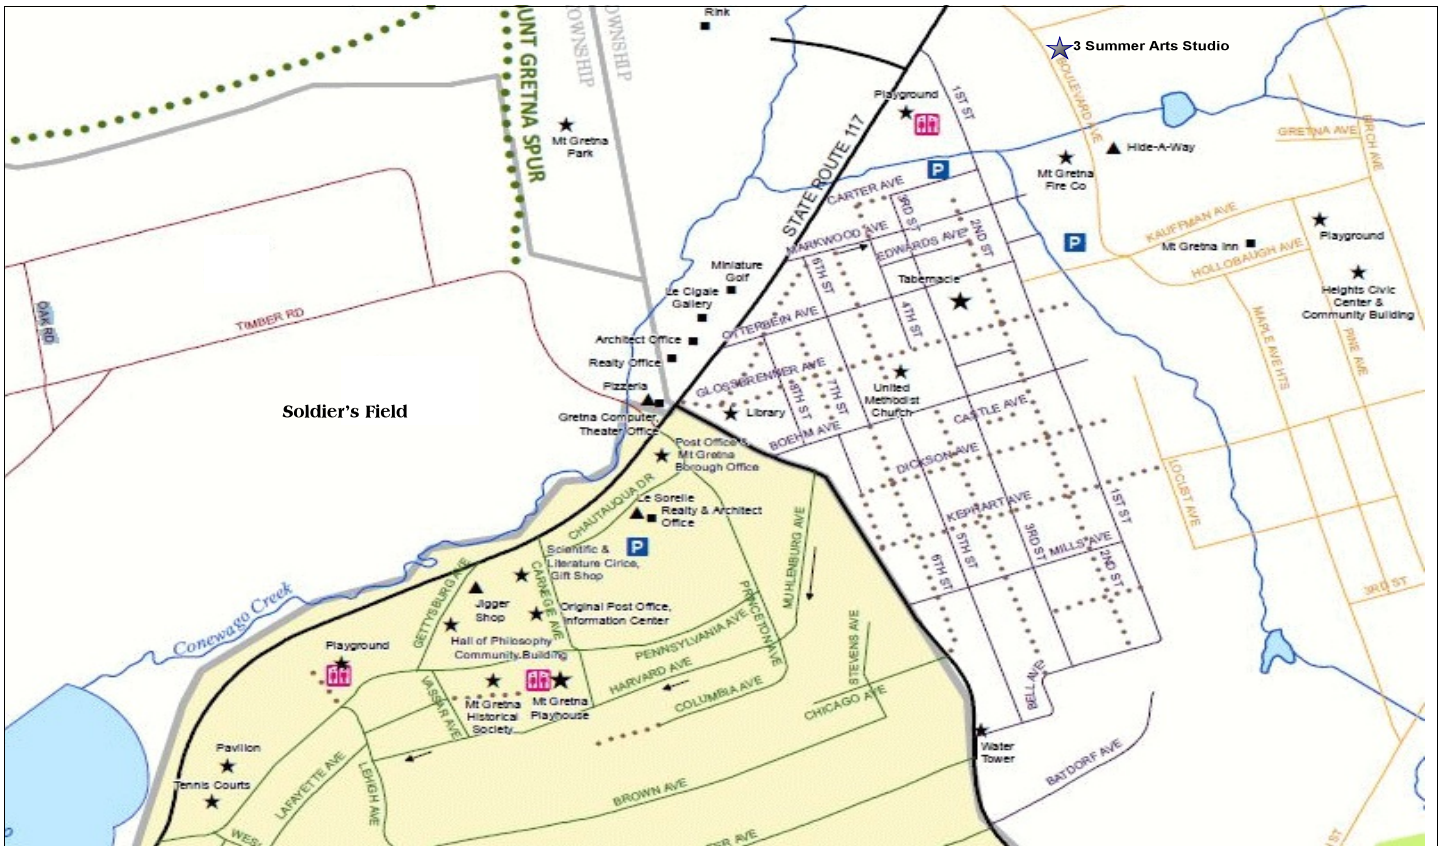 Rink
TOWNSHIP
OWNSHIP
UNT GRETNA SPUR
3 Summer Arts Studio
BOULEVARD AVE
Playground
1ST ST
Mt Gretna
Park
STATE ROUTE 117
P
Mt Gretna
Fire Co
Hide-A-Way
GRETNA AVE
BIRCH AVE
CARTER AVE
3RD ST
MARKWOOD AVE
EDWARDS AVE
2ND ST
P
KAUFFMAN AVE
Mt Gretna Inn
HOLLOBAUGH AVE
Playground
Heights Civic
Center &
Community Building
Miniature
Golf
6TH ST
Tabernacle
Le Cigale
Gallery
OTTERBEIN AVE
4TH ST
OAK RD
TIMBER RD
Architect Office
Realty Office
Pizzeria
GLOSSBRENNER AVE
8TH ST
7TH ST
United
Methodist
Church
MAPLE AVE HTS
PINE AVE
Soldier's Field
Gretna Computer,
Theater Office
Library
BOEHM AVE
CASTLE AVE
Post Office &
Mt Gretna
Borough Office
DICKSON AVE
LOCUST AVE
CHAUTAUQUA DR
Le Sorelle
Realty & Architect
Office
KEPHART AVE
1ST ST
P
MUHLENBURG AVE
6TH ST
5TH ST
3RD ST
MILLS AVE
2ND ST
Scientific &
Literature Cirlce,
Gift Shop
CARNEGIE AVE
GETTYSBURG AVE
Jigger
Shop
Original Post Office,
Information Center
PRINCETON AVE
3RD ST
Conewago Creek
Hall of Philosophy
Community Building
PENNSYLVANIA AVE
STEVENS AVE
Playground
HARVARD AVE
VASSAR AVE
Mt Gretna
Historical
Society
Mt Gretna
Playhouse
COLUMBIA AVE
CHICAGO AVE
BELL AVE
Water
Tower
Pavilion
Tennis Courts
LAFAYETTE AVE
LEHIGH AVE
BROWN AVE
BATDORF AVE
WES
ER AVE
ST